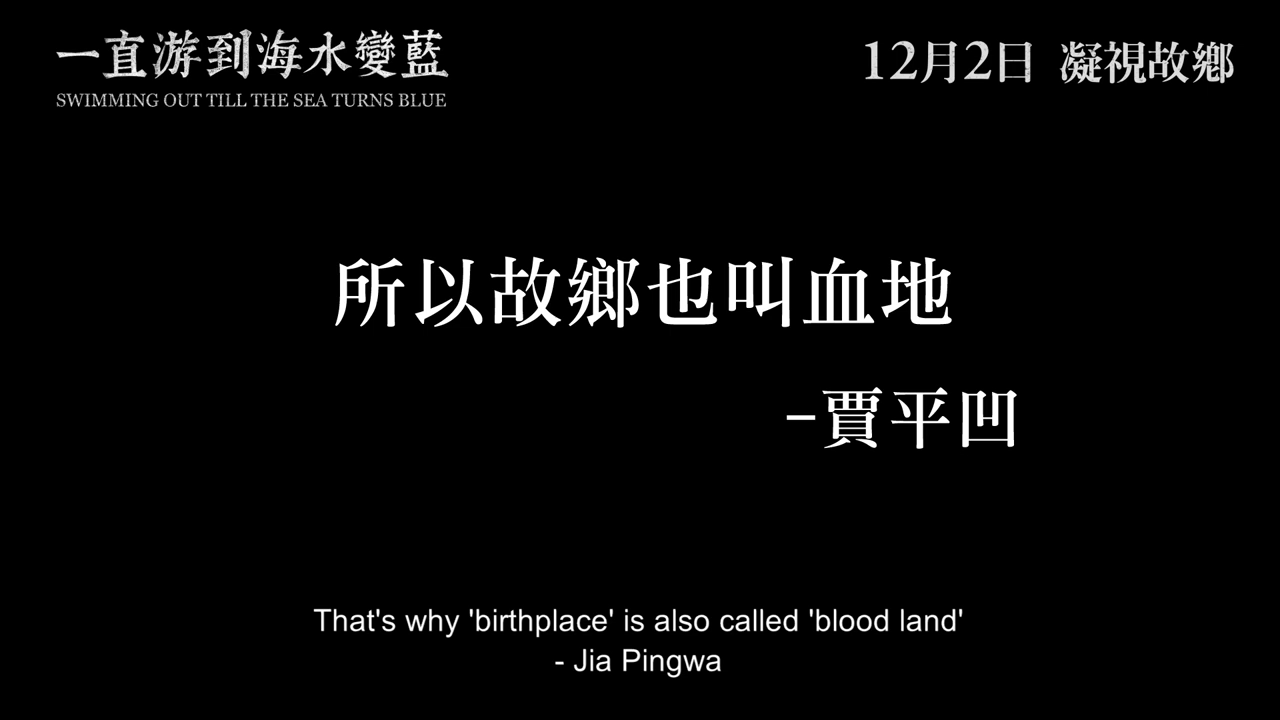 一直游到海水變藍
SWIMMING OUT TILL THE SEA TURNS BLUE
12月2日 凝視故鄉
所以故鄉也叫血地
–賈平凹
That's why 'birthplace' is also called 'blood land'
- Jia Pingwa